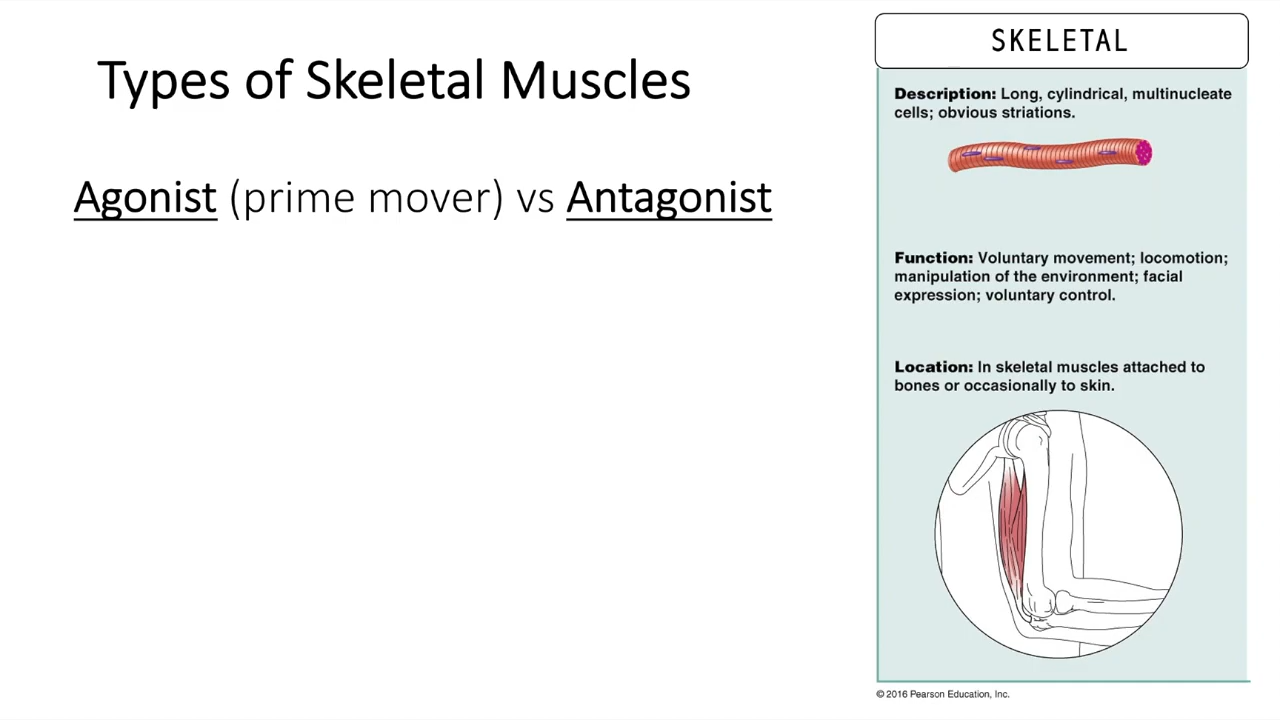 Types of Skeletal Muscles
Agonist (prime mover) vs Antagonist
SKELETAL
Description: Long, cylindrical, multinucleate
cells; obvious striations.
Function: Voluntary movement; locomotion;
manipulation of the environment; facial
expression; voluntary control.
Location: In skeletal muscles attached to
bones or occasionally to skin.
© 2016 Pearson Education, Inc.